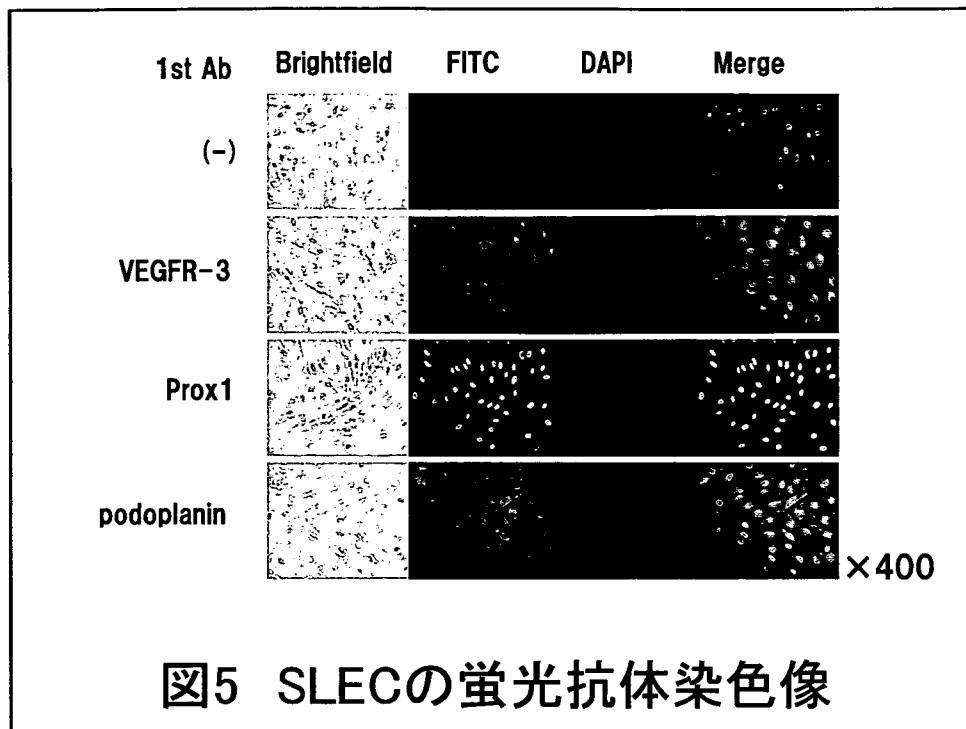 1st Ab Brightfield FITC DAPI Merge
(-)
VEGFR-3
Prox1
podoplanin
×400
図5 SLECの蛍光抗体染色像